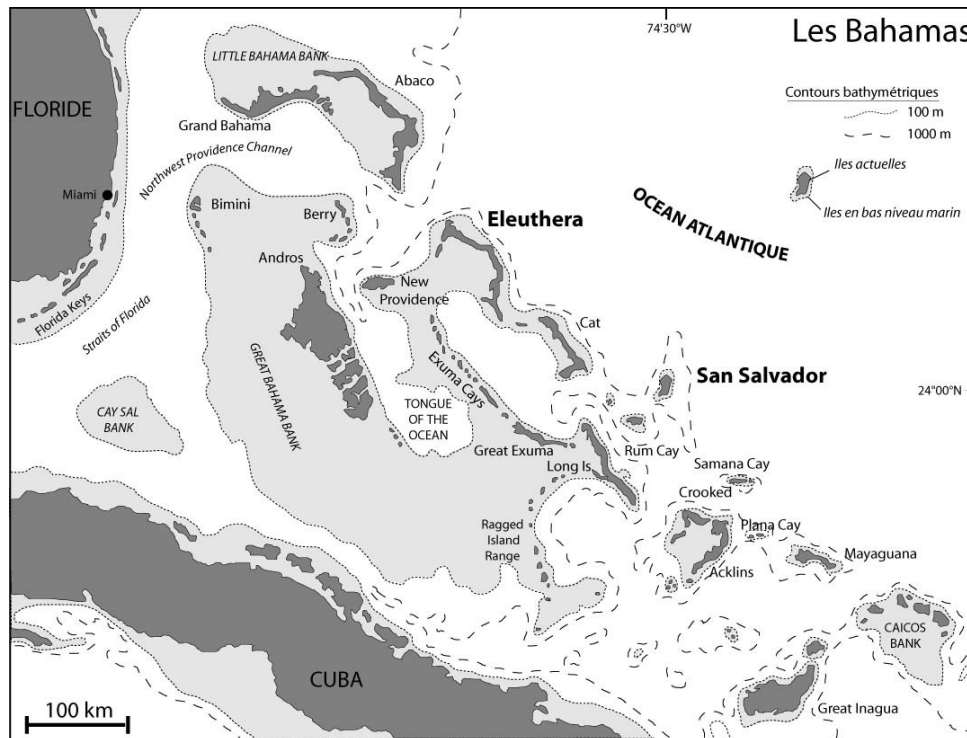 74'30"W
Les Bahamas
LITTLE BAHAMA BANK
Abaco
FLORIDE
Contours bathymétriques
100 m
1000 m
Grand Bahama
Northwest Providence Channel
Iles actuelles
Iles en bas niveau marin
Miami
Bimini
Berry
Eleuthera
OCEAN ATLANTIQUE
Andros
New
Providence
Florida Keys
Straits of Florida
Cat
GREAT BAHAMA BANK
Exuma Cays
San Salvador
24"00'N
CAY SAL
BANK
TONGUE
OF THE
OCEAN
Great Exuma
Rum Cay
Long Is.
Samana Cay
Crooked
Ragged
Island
Range
Plana Cay
Mayaguana
Acklins
CAICOS
BANK
CUBA
Great Inagua
100 km